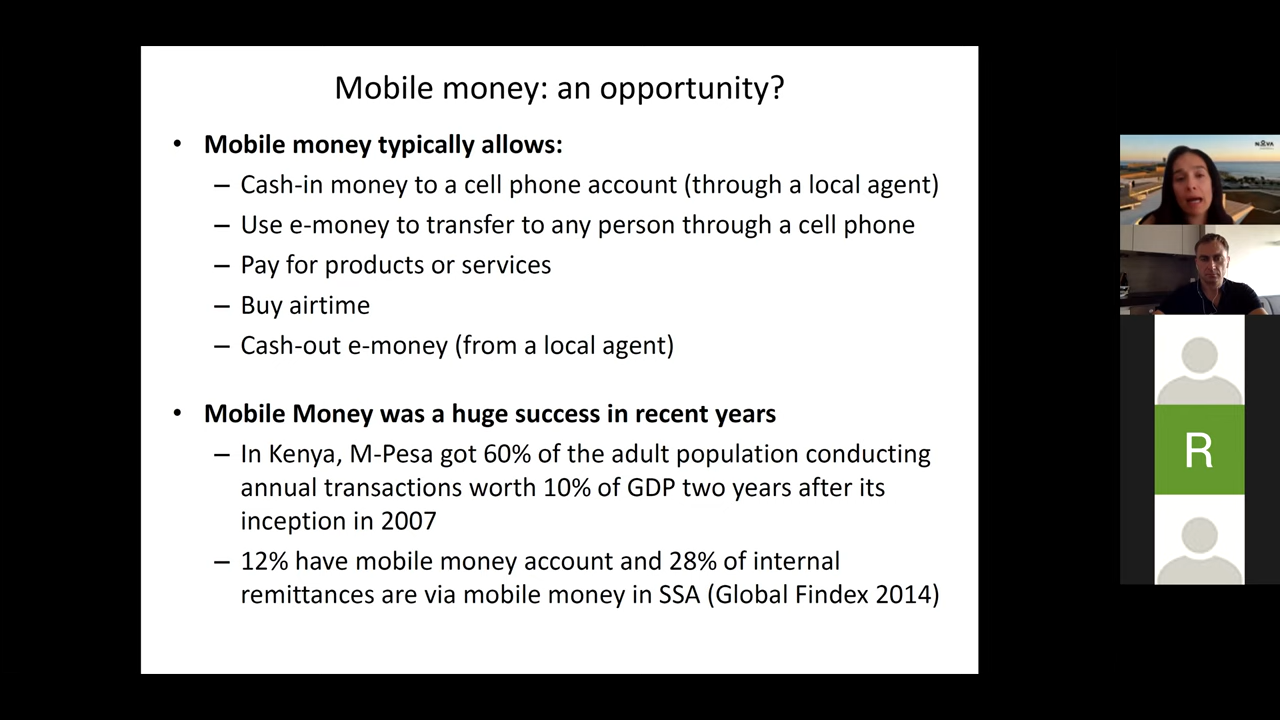 Mobile money: an opportunity?
• Mobile money typically allows:
– Cash-in money to a cell phone account (through a local agent)
– Use e-money to transfer to any person through a cell phone
– Pay for products or services
– Buy airtime
– Cash-out e-money (from a local agent)
• Mobile Money was a huge success in recent years
– In Kenya, M-Pesa got 60% of the adult population conducting
annual transactions worth 10% of GDP two years after its
inception in 2007
– 12% have mobile money account and 28% of internal
remittances are via mobile money in SSA (Global Findex 2014)
R